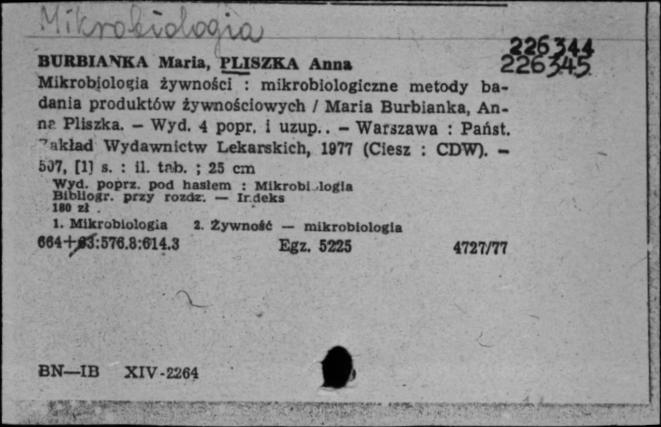 Mikrobiologia
226344
BURBIANKA Maria, PLISZKA Anna
226345
Mikrobiologia żywności : mikrobiologiczne metody ba-
dania produktów żywnościowych / Maria Burbianka, An-
na Pliszka. — Wyd. 4 popr. i uzup.. — Warszawa : Państ.
Zakład Wydawnictw Lekarskich, 1977 (Ciesz : CDW). —
507, [1] s. : il. tab. ; 25 cm
Wyd. poprz. pod hasłem : Mikrobiologia
Bibliogr. przy rozdz. — Indeks
180 zł .
1. Mikrobiologia 2. Żywność — mikrobiologia
664+63:576.8:614.3 Egz. 5225 4727/77
BN—IB XIV-2264